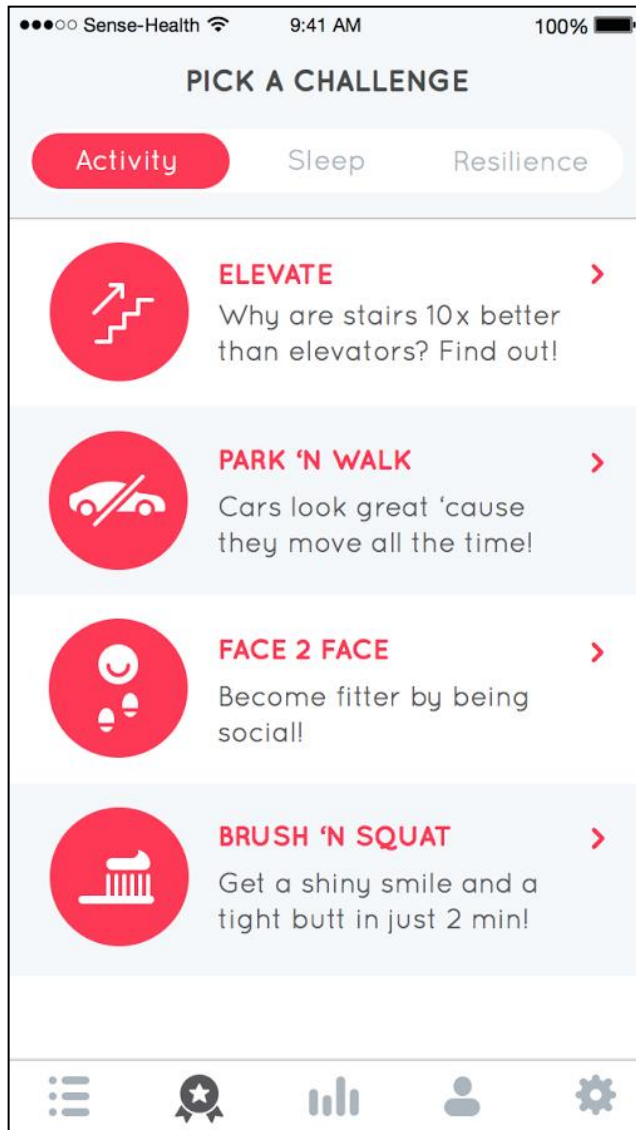 ●●●○○ Sense-Health 9:41 AM 100%
PICK A CHALLENGE
Activity Sleep Resilience
ELEVATE
Why are stairs 10x better
than elevators? Find out!
PARK ‘N WALK
Cars look great ‘cause
they move all the time!
FACE 2 FACE
Become fitter by being
social!
BRUSH ‘N SQUAT
Get a shiny smile and a
tight butt in just 2 min!